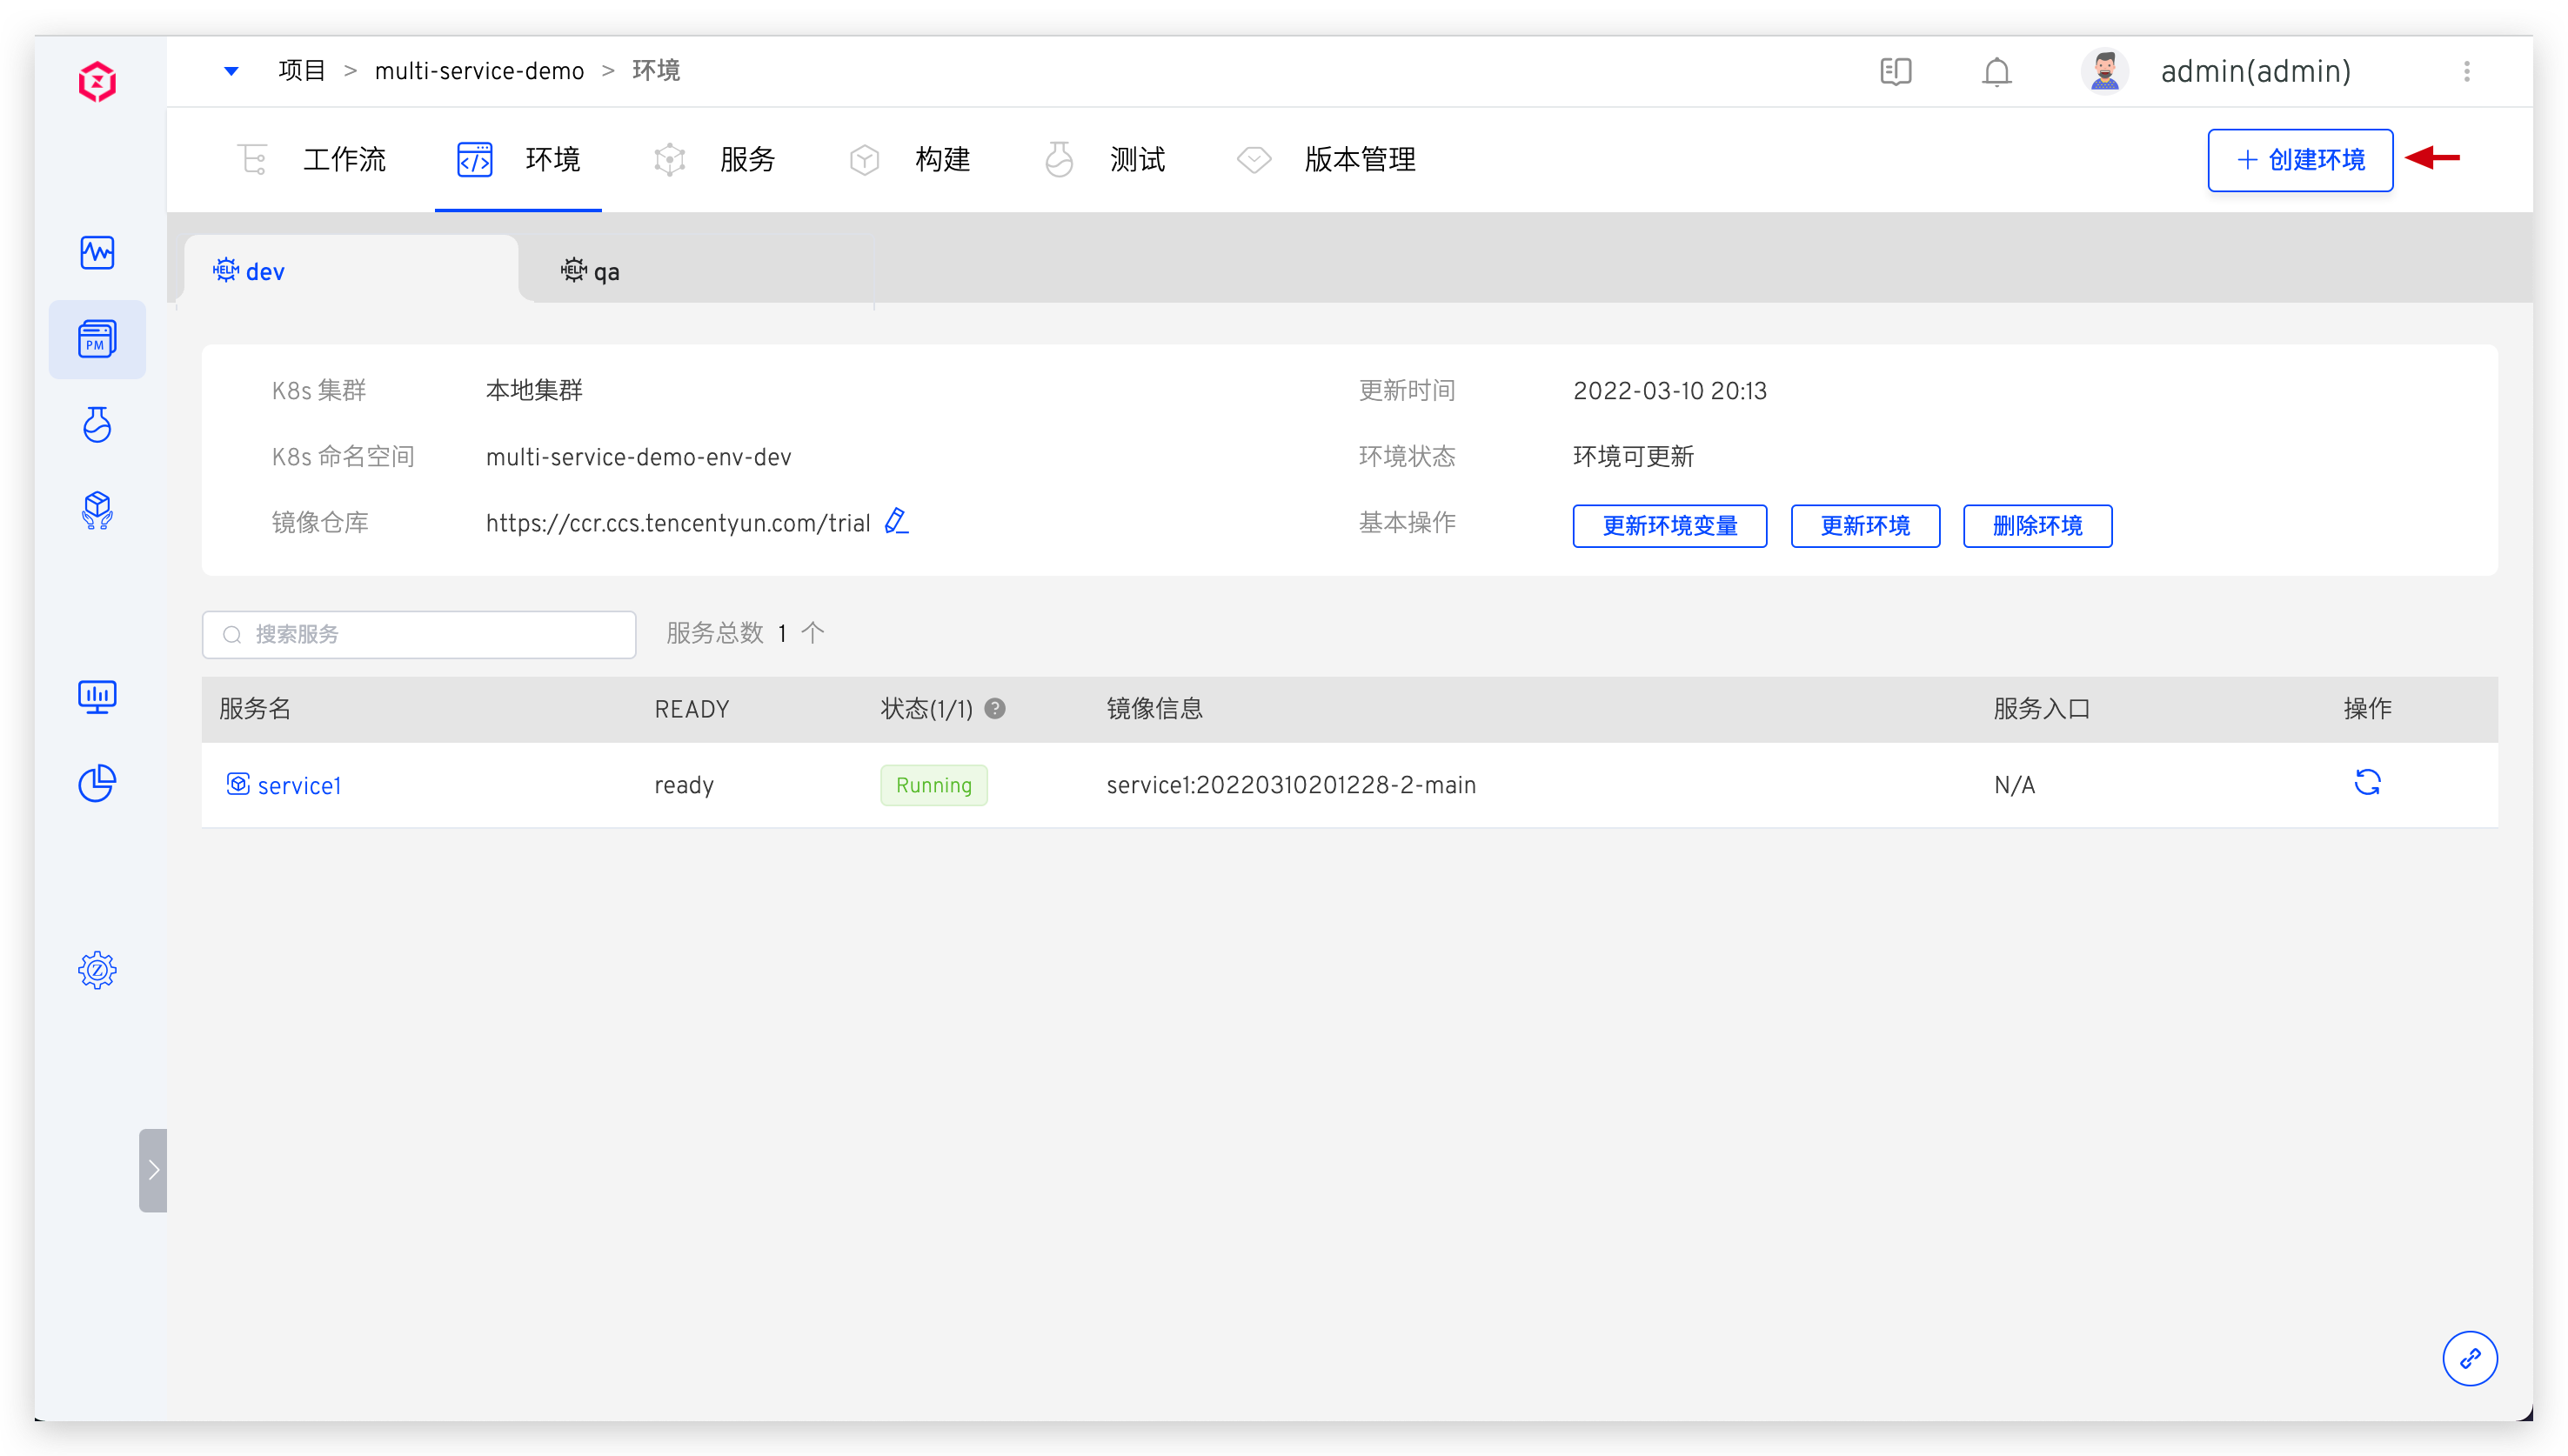 项目 > multi-service-demo > 环境
admin(admin)
工作流 环境 服务 构建 测试 版本管理
+ 创建环境
HELM dev
HELM qa
PM
K8s 集群 本地集群
更新时间 2022-03-10 20:13
K8s 命名空间 multi-service-demo-env-dev
环境状态 环境可更新
镜像仓库 https://ccr.ccs.tencentyun.com/trial
基本操作 更新环境变量 更新环境 删除环境
搜索服务
服务总数 1 个
服务名 READY 状态(1/1) ? 镜像信息 服务入口 操作
service1 ready Running service1:20220310201228-2-main N/A